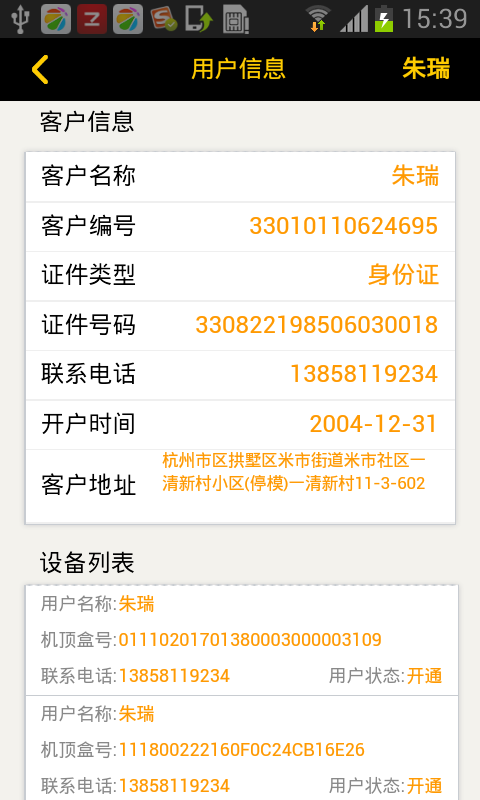 15:39
用户信息 朱瑞
客户信息
客户名称 朱瑞
客户编号 33010110624695
证件类型 身份证
证件号码 330822198506030018
联系电话 13858119234
开户时间 2004-12-31
客户地址 杭州市区拱墅区米市街道米市社区一
清新村小区(停模)一清新村11-3-602
设备列表
用户名称:朱瑞
机顶盒号:01110201701380003000003109
联系电话:13858119234 用户状态:开通
用户名称:朱瑞
机顶盒号:111800222160F0C24CB16E26
联系电话:13858119234 用户状态:开通